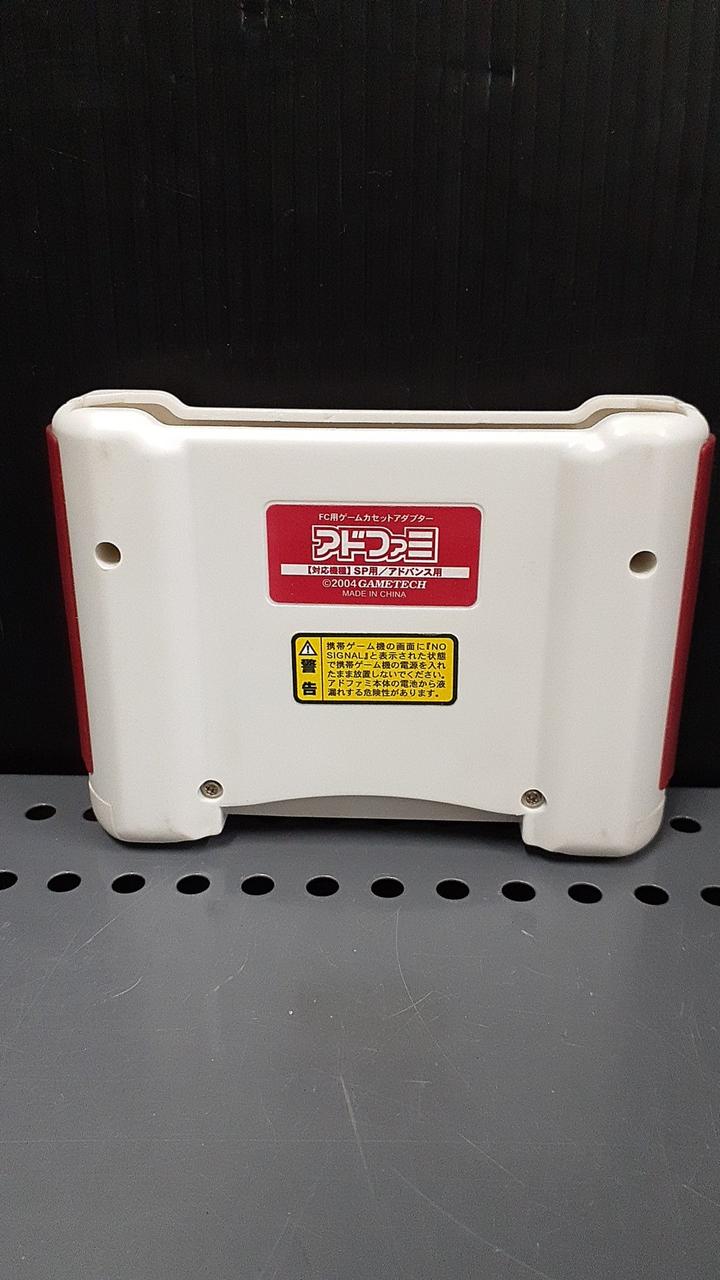 FC用ゲームカセットアダプター
アドファミ
【対応機種】SP用／アドバンス用
©2004 GAMETECH
MADE IN CHINA
警告
携帯ゲーム機の画面に『NO
SIGNAL』と表示された状態
で携帯ゲーム機の電源を入れ
たまま放置しないでください。
アドファミ本体の電池から液
漏れする危険性があります。